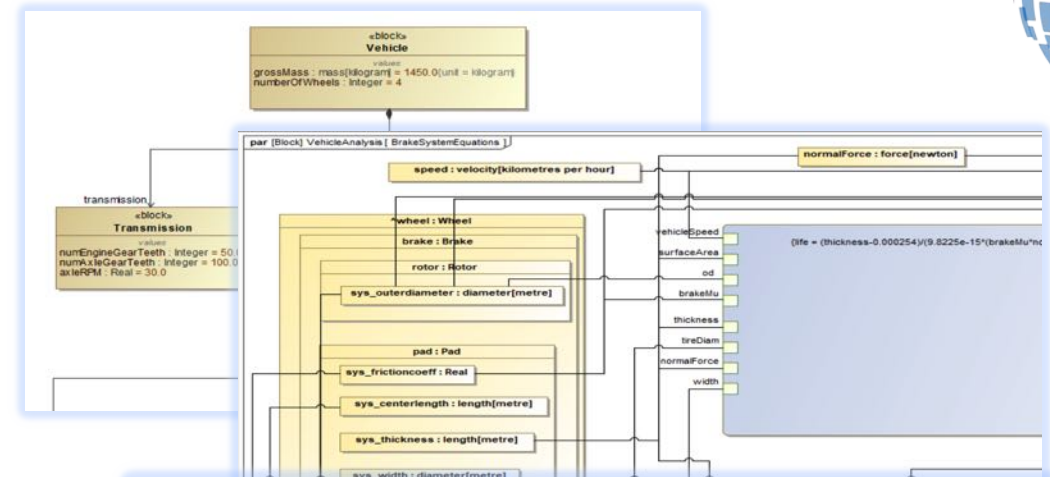 «block»
Vehicle
values
grossMass : mass[kilogram] = 1450.0{unit = kilogram}
numberOfWheels : Integer = 4
par [Block] VehicleAnalysis [ BrakeSystemEquations ]
normalForce : force[newton]
speed : velocity[kilometres per hour]
transmission
«block»
Transmission
values
numEngineGearTeeth : Integer = 50.
numAxleGearTeeth : Integer = 100.0
axleRPM : Real = 30.0
^wheel : Wheel
brake : Brake
rotor : Rotor
sys_outerdiameter : diameter[metre]
pad : Pad
sys_frictioncoeff : Real
sys_centerlength : length[metre]
sys_thickness : length[metre]
sys_width : diameter[metre]
vehicleSpeed
surfaceArea
od
brakeMu
thickness
tireDiam
normalForce
width
{life = (thickness-0.000254)/(9.8225e-15*(brakeMu*no